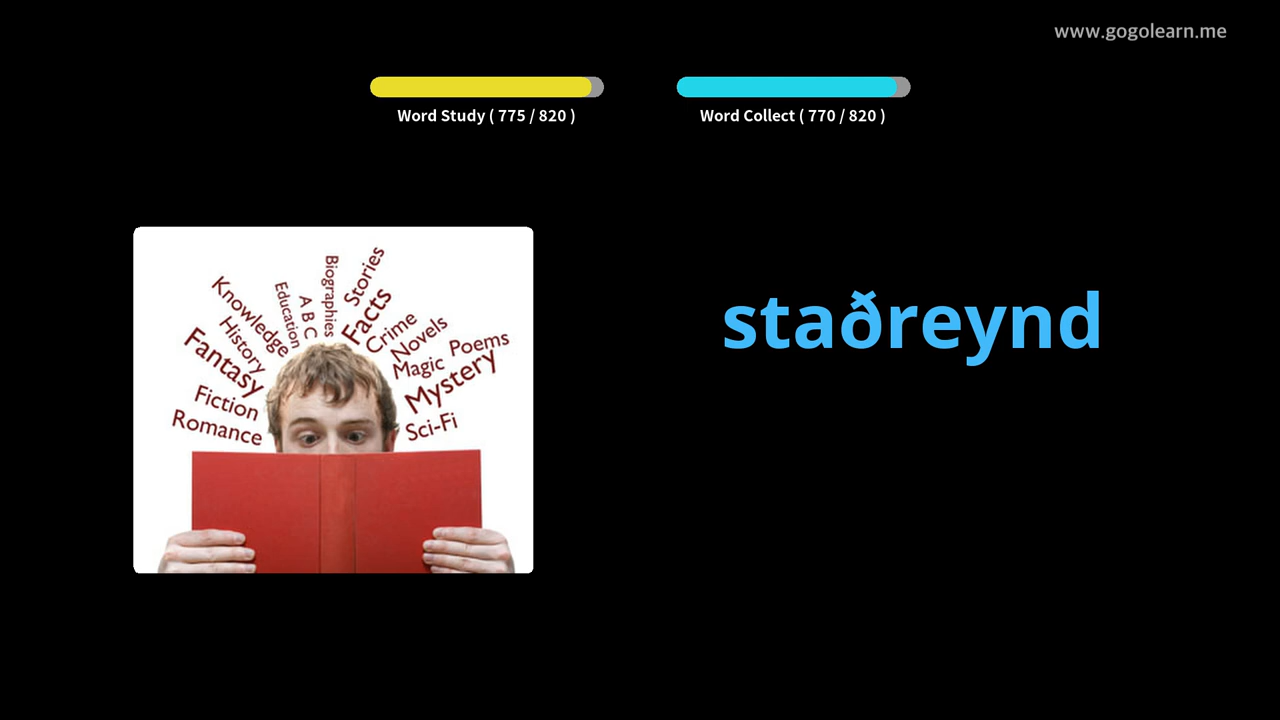 www.gogolearn.me
Word Study ( 775 / 820 )
Word Collect ( 770 / 820 )
staðreynd
Stories
Biographies
Facts
A B C
Education
Knowledge
Crime
History
Novels
Fantasy
Poems
Magic
Mystery
Fiction
Romance
Sci-Fi